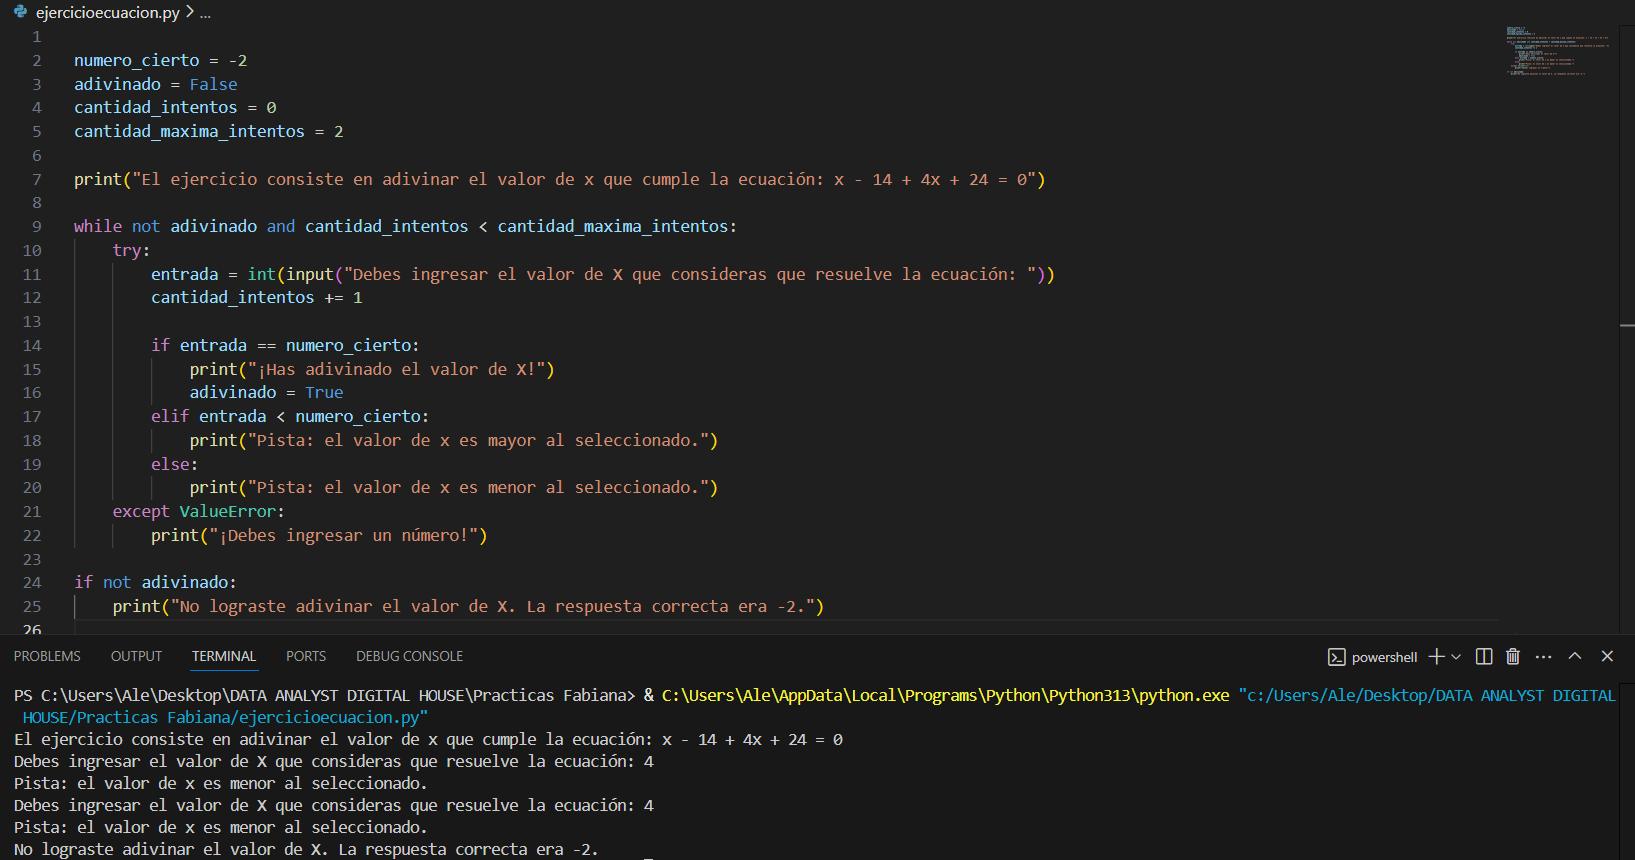 ejercicioecuacion.py > ...
1
2 numero_cierto = -2
3 adivinado = False
4 cantidad_intentos = 0
5 cantidad_maxima_intentos = 2
6
7 print("El ejercicio consiste en adivinar el valor de x que cumple la ecuación: x - 14 + 4x + 24 = 0")
8
9 while not adivinado and cantidad_intentos < cantidad_maxima_intentos:
10 try:
11 entrada = int(input("Debes ingresar el valor de X que consideras que resuelve la ecuación: "))
12 cantidad_intentos += 1
13
14 if entrada == numero_cierto:
15 print("¡Has adivinado el valor de X!")
16 adivinado = True
17 elif entrada < numero_cierto:
18 print("Pista: el valor de x es mayor al seleccionado.")
19 else:
20 print("Pista: el valor de x es menor al seleccionado.")
21 except ValueError:
22 print("¡Debes ingresar un número!")
23
24 if not adivinado:
25 print("No lograste adivinar el valor de X. La respuesta correcta era -2.")
26
PROBLEMS OUTPUT TERMINAL PORTS DEBUG CONSOLE powershell
PS C:\Users\Ale\Desktop\DATA ANALYST DIGITAL HOUSE\Practicas Fabiana> & C:\Users\Ale\AppData\Local\Programs\Python\Python313\python.exe "c:/Users/Ale/Desktop/DATA ANALYST DIGITAL
HOUSE/Practicas Fabiana/ejercicioecuacion.py"
El ejercicio consiste en adivinar el valor de x que cumple la ecuación: x - 14 + 4x + 24 = 0
Debes ingresar el valor de X que consideras que resuelve la ecuación: 4
Pista: el valor de x es menor al seleccionado.
Debes ingresar el valor de X que consideras que resuelve la ecuación: 4
Pista: el valor de x es menor al seleccionado.
No lograste adivinar el valor de X. La respuesta correcta era -2.